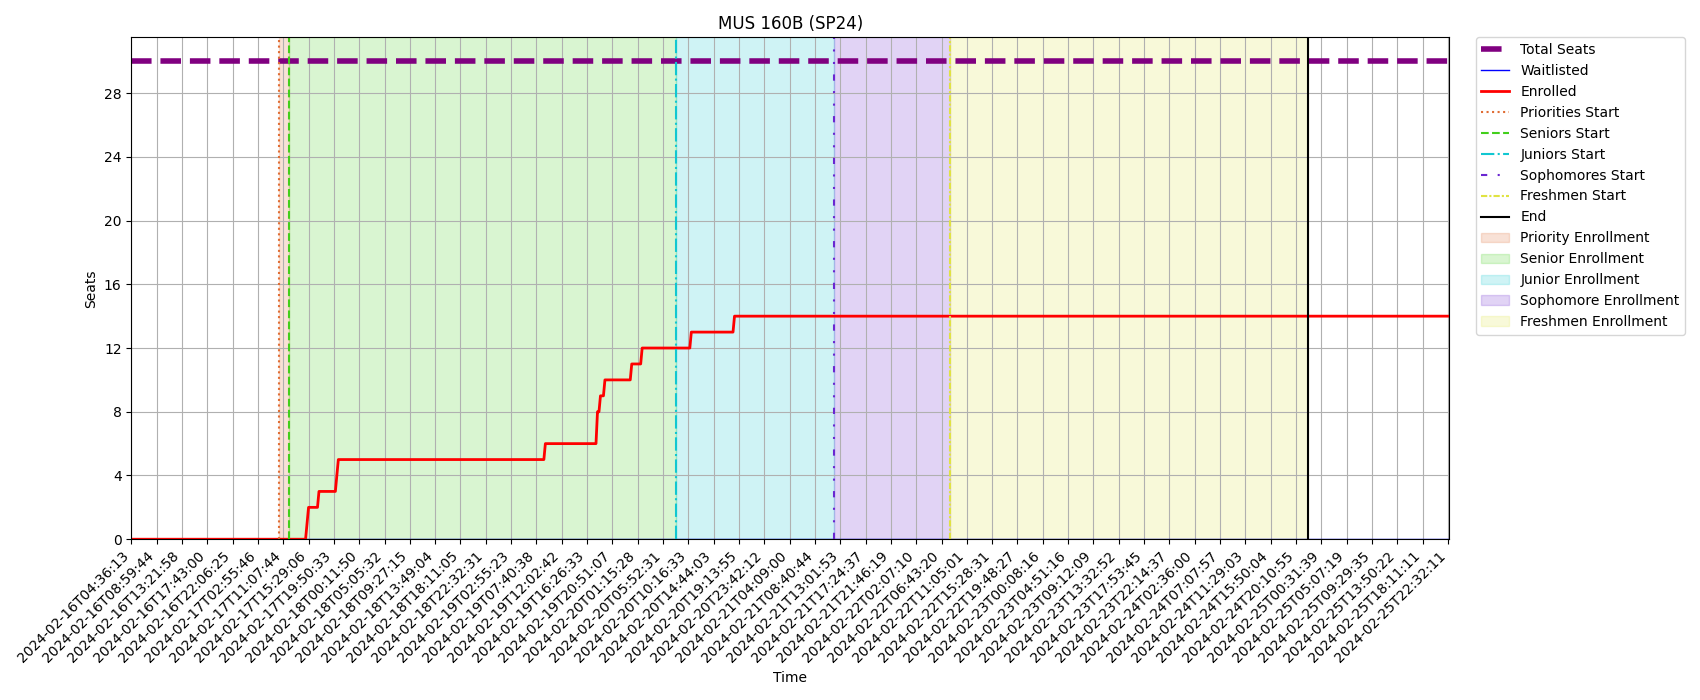 MUS 160B (SP24)
Seats
28
24
20
16
12
8
4
0
2024-02-16T04:36:13
2024-02-16T08:59:44
2024-02-16T13:21:58
2024-02-16T17:43:00
2024-02-16T22:06:25
2024-02-17T02:55:46
2024-02-17T11:07:44
2024-02-17T15:29:06
2024-02-17T19:50:33
2024-02-18T00:11:50
2024-02-18T05:05:32
2024-02-18T09:27:15
2024-02-18T13:49:04
2024-02-18T18:11:05
2024-02-18T22:32:31
2024-02-19T02:55:23
2024-02-19T07:40:38
2024-02-19T12:02:42
2024-02-19T16:26:33
2024-02-19T20:51:07
2024-02-20T01:15:28
2024-02-20T05:52:31
2024-02-20T10:16:33
2024-02-20T14:44:03
2024-02-20T19:13:55
2024-02-20T23:42:12
2024-02-21T04:09:00
2024-02-21T08:40:44
2024-02-21T13:01:53
2024-02-21T17:24:37
2024-02-21T21:46:19
2024-02-22T02:07:10
2024-02-22T06:43:20
2024-02-22T11:05:01
2024-02-22T15:28:31
2024-02-22T19:48:27
2024-02-23T00:08:16
2024-02-23T04:51:16
2024-02-23T09:12:09
2024-02-23T13:32:52
2024-02-23T17:53:45
2024-02-23T22:14:37
2024-02-24T02:36:00
2024-02-24T07:07:57
2024-02-24T11:29:03
2024-02-24T15:50:04
2024-02-24T20:10:55
2024-02-25T00:31:39
2024-02-25T05:07:19
2024-02-25T09:29:35
2024-02-25T13:50:22
2024-02-25T18:11:11
2024-02-25T22:32:11
Time
Total Seats
Waitlisted
Enrolled
Priorities Start
Seniors Start
Juniors Start
Sophomores Start
Freshmen Start
End
Priority Enrollment
Senior Enrollment
Junior Enrollment
Sophomore Enrollment
Freshmen Enrollment